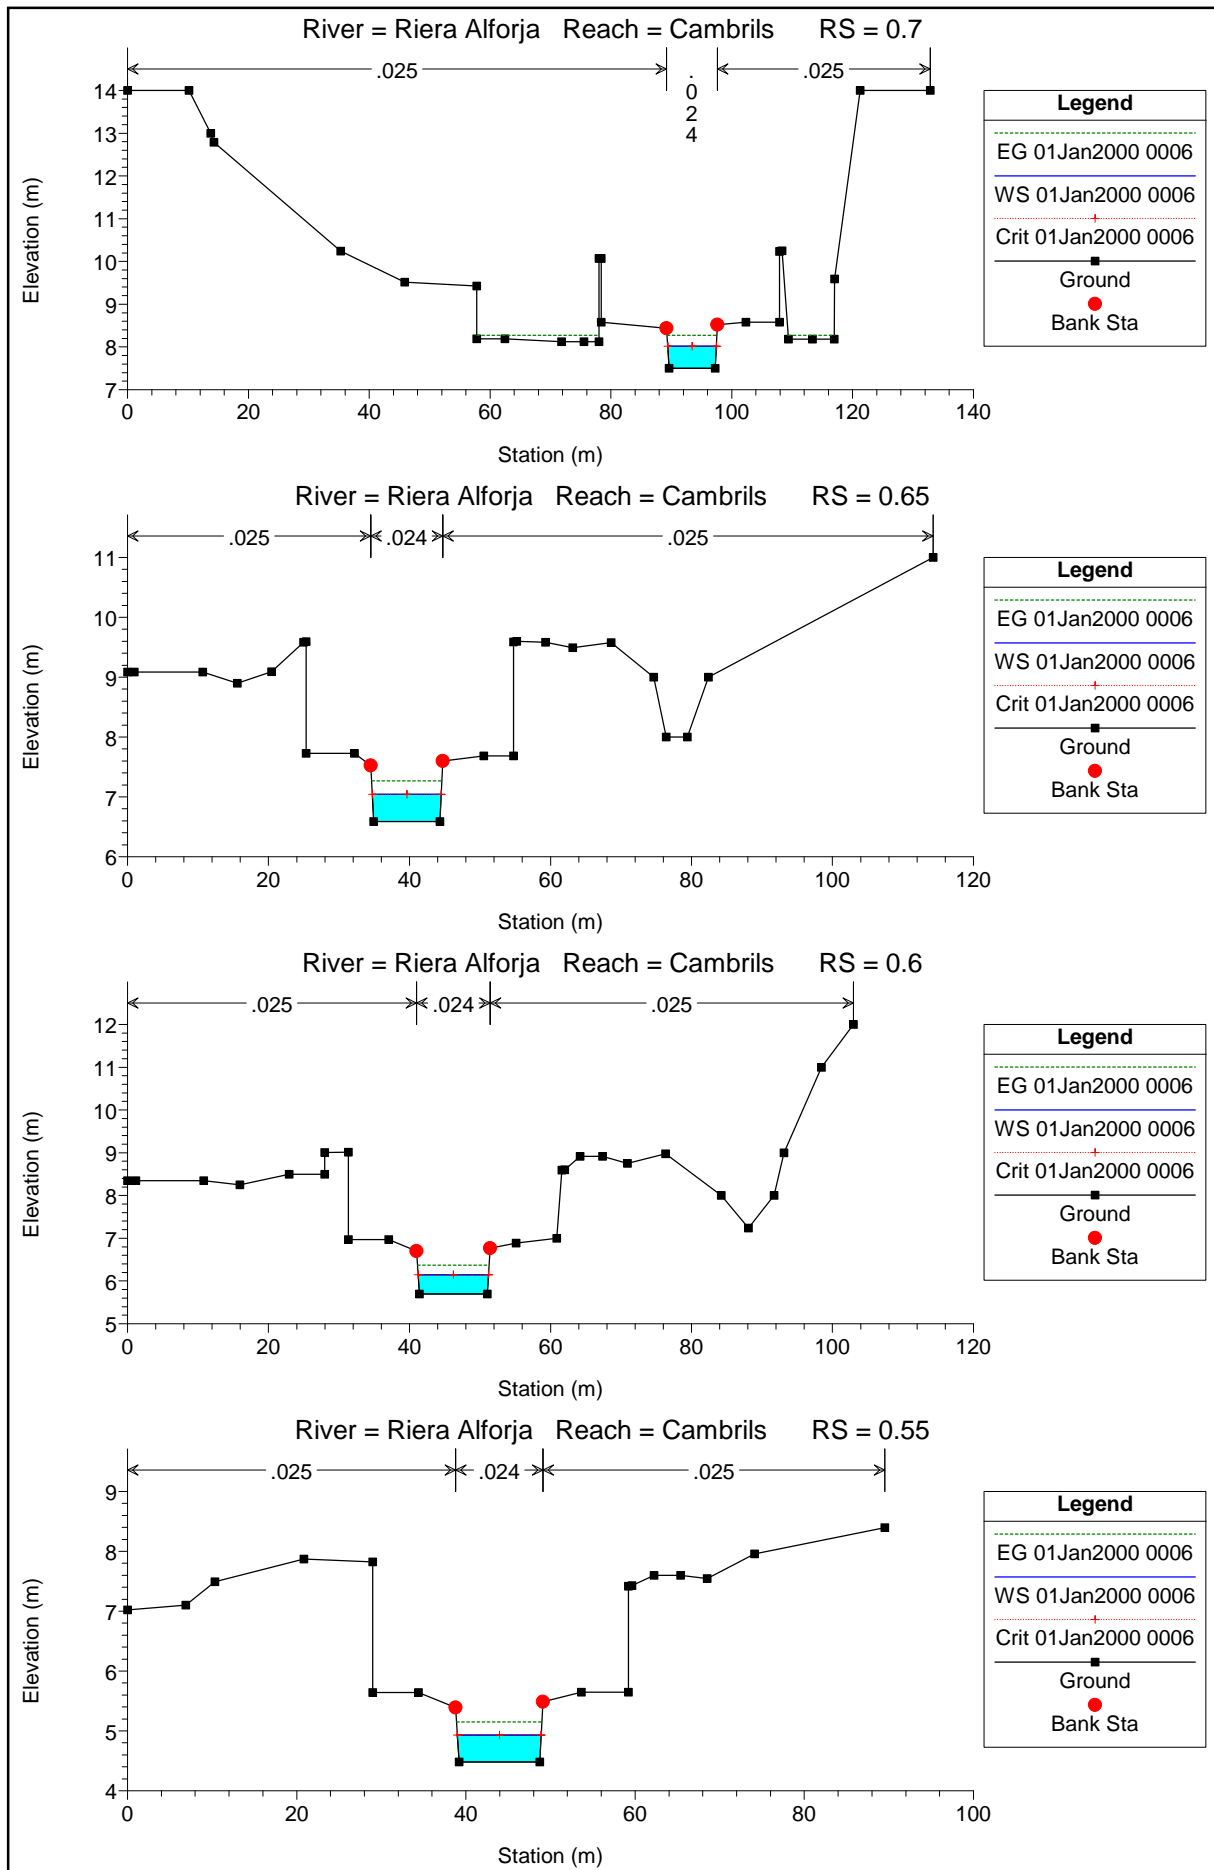 River = Riera Alforja   Reach = Cambrils   RS = 0.7
.025
.024
.025
14
13
12
11
10
9
8
7
0 20 40 60 80 100 120 140
Elevation (m)
Station (m)
Legend
EG 01Jan2000 0006
WS 01Jan2000 0006
Crit 01Jan2000 0006
Ground
Bank Sta
River = Riera Alforja   Reach = Cambrils   RS = 0.65
.025 .024 .025
11
10
9
8
7
6
0 20 40 60 80 100 120
Elevation (m)
Station (m)
Legend
EG 01Jan2000 0006
WS 01Jan2000 0006
Crit 01Jan2000 0006
Ground
Bank Sta
River = Riera Alforja   Reach = Cambrils   RS = 0.6
.025 .024 .025
12
11
10
9
8
7
6
5
0 20 40 60 80 100 120
Elevation (m)
Station (m)
Legend
EG 01Jan2000 0006
WS 01Jan2000 0006
Crit 01Jan2000 0006
Ground
Bank Sta
River = Riera Alforja   Reach = Cambrils   RS = 0.55
.025 .024 .025
9
8
7
6
5
4
0 20 40 60 80 100
Elevation (m)
Station (m)
Legend
EG 01Jan2000 0006
WS 01Jan2000 0006
Crit 01Jan2000 0006
Ground
Bank Sta